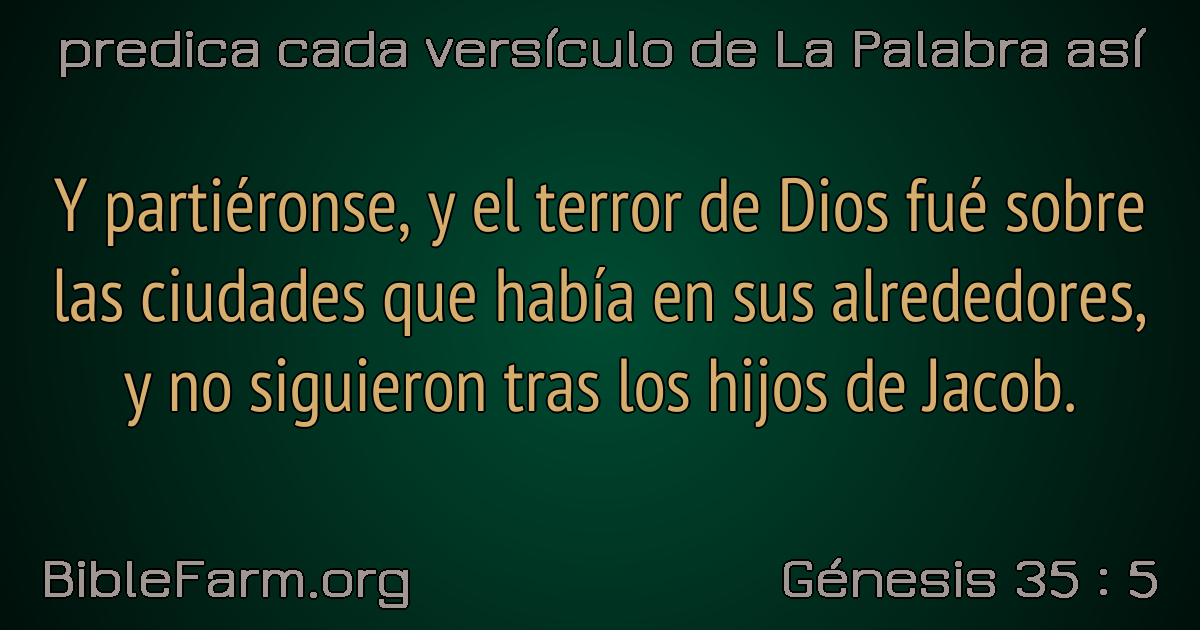 predica cada versículo de La Palabra así
Y partiéronse, y el terror de Dios fué sobre
las ciudades que había en sus alrededores,
y no siguieron tras los hijos de Jacob.
BibleFarm.org
Génesis 35 : 5